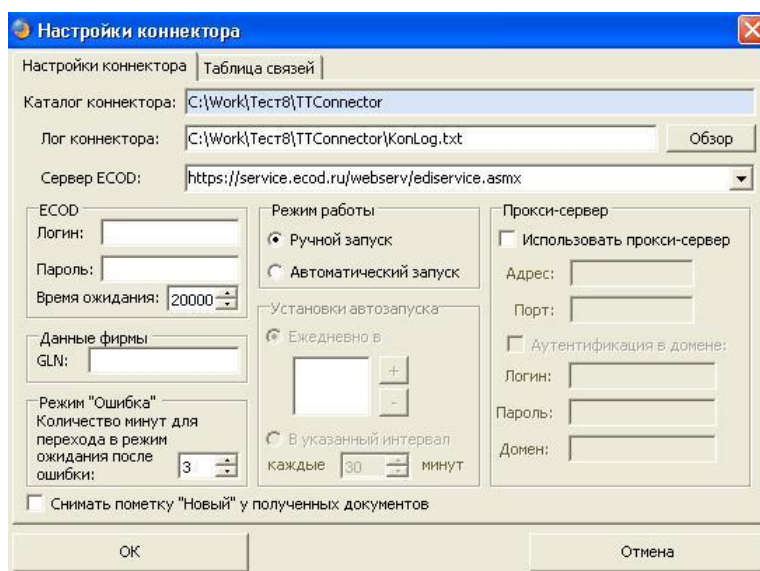 Настройки коннектора
Настройки коннектора Таблица связей
Каталог коннектора: C:\Work\Тест8\TTConnector
Лог коннектора: C:\Work\Тест8\TTConnector\KonLog.txt Обзор
Сервер ECOD: https://service.ecod.ru/webserv/ediservice.asmx
ECOD
Логин:
Пароль:
Время ожидания: 20000
Данные фирмы
GLN:
Режим "Ошибка"
Количество минут для
перехода в режим
ожидания после
ошибки: 3
Режим работы
Ручной запуск
Автоматический запуск
Установки автозапуска
Ежедневно в
+
-
В указанный интервал
каждые 30 минут
Прокси-сервер
Использовать прокси-сервер
Адрес:
Порт:
Аутентификация в домене:
Логин:
Пароль:
Домен:
Снимать пометку "Новый" у полученных документов
ОК Отмена